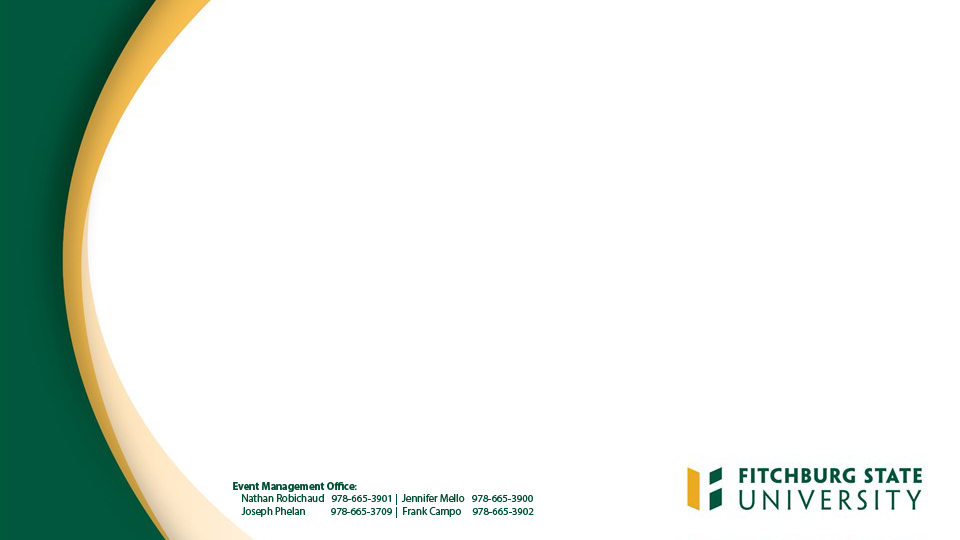 Event Management Office:
Nathan Robichaud 978-665-3901 | Jennifer Mello 978-665-3900
Joseph Phelan 978-665-3709 | Frank Campo 978-665-3902
FITCHBURG STATE
UNIVERSITY